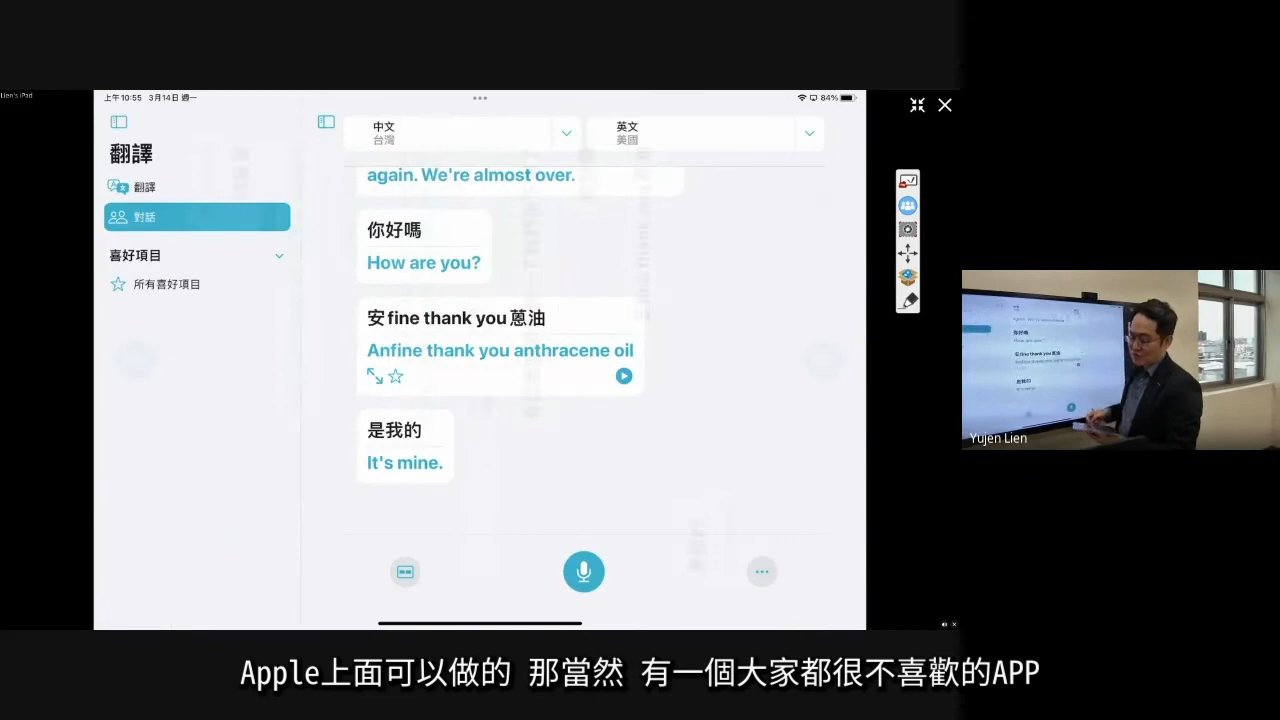 Lien's iPad
上午10:55 3月14日 週一
84%
翻譯
翻譯
對話
喜好項目
所有喜好項目
中文
台灣
英文
美國
again. We're almost over.
你好嗎
How are you?
安fine thank you蔥油
Anfine thank you anthracene oil
是我的
It's mine.
Yujen Lien
Apple上面可以做的 那當然 有一個大家都很不喜歡的APP